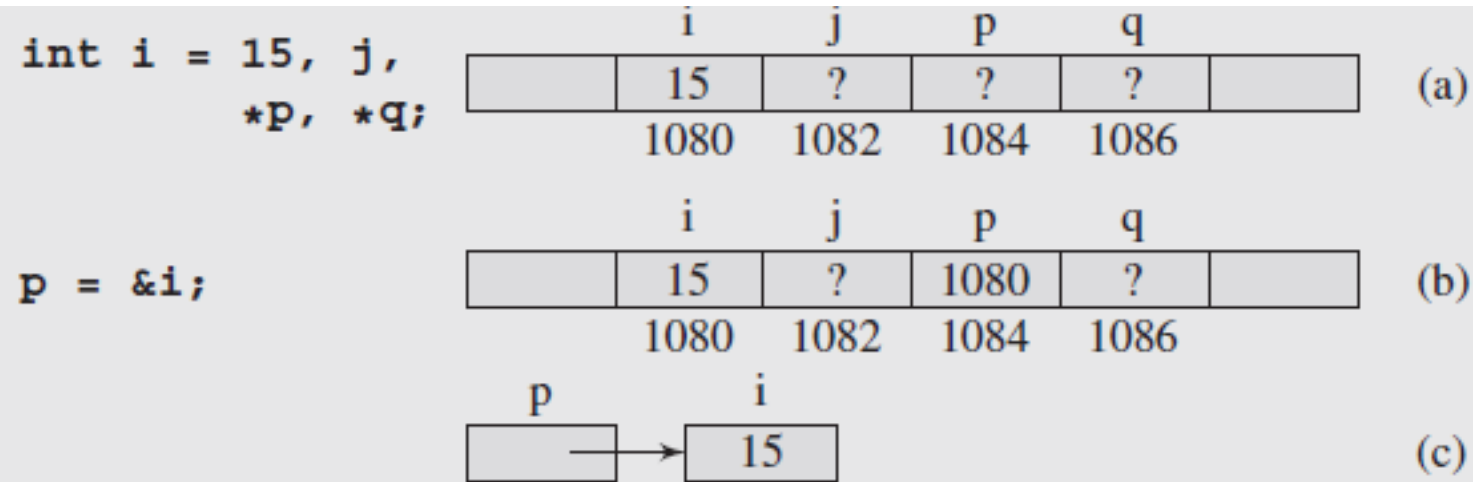 int i = 15, j,
*p, *q;
i j p q
15 ? ? ? (a)
1080 1082 1084 1086
i j p q
p = &i; 15 ? 1080 ? (b)
1080 1082 1084 1086
p i
15 (c)